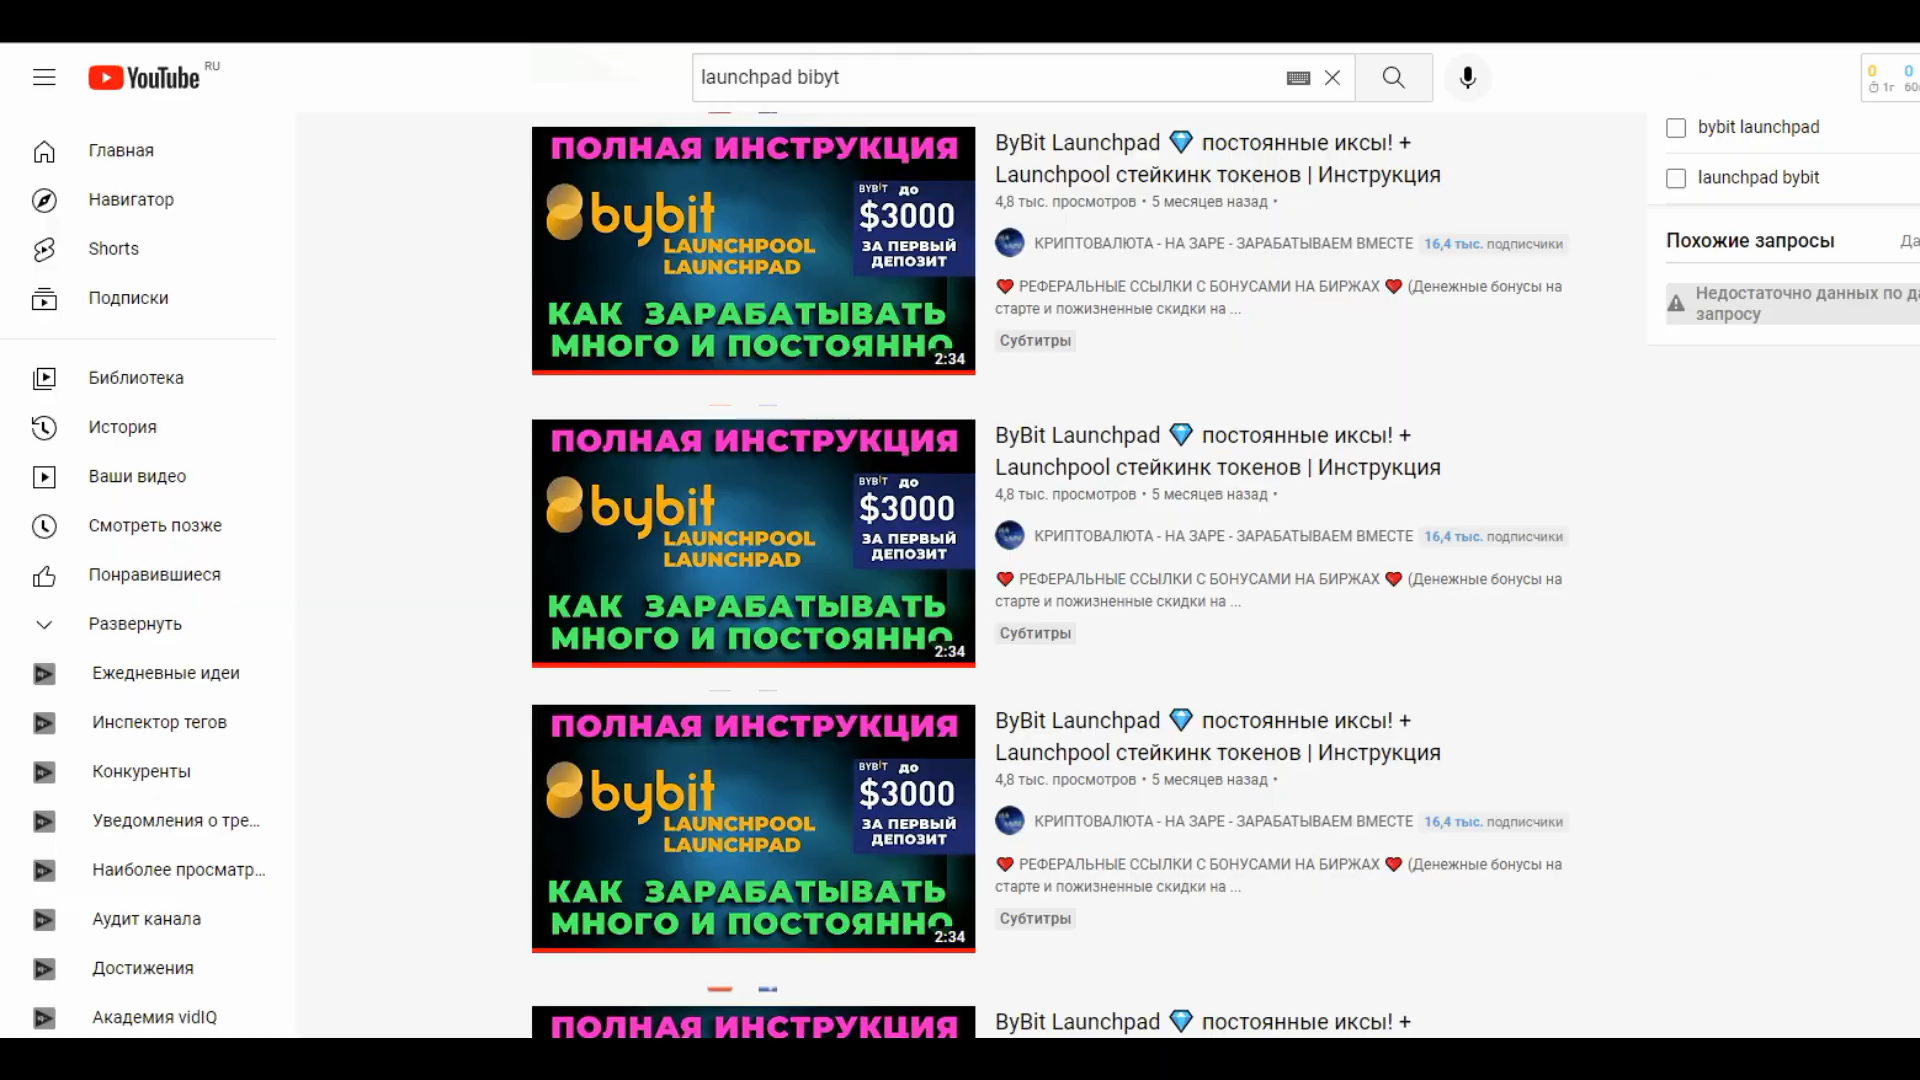 YouTube RU
launchpad bibyt
0 0
1г 60
Главная
Навигатор
Shorts
Подписки
Библиотека
История
Ваши видео
Смотреть позже
Понравившиеся
Развернуть
Ежедневные идеи
Инспектор тегов
Конкуренты
Уведомления о тре...
Наиболее просматр...
Аудит канала
Достижения
Академия vidIQ
ПОЛНАЯ ИНСТРУКЦИЯ
bybit
LAUNCHPOOL
LAUNCHPAD
BYBIT ДО
$3000
ЗА ПЕРВЫЙ
ДЕПОЗИТ
КАК ЗАРАБАТЫВАТЬ
МНОГО И ПОСТОЯННО
2:34
ByBit Launchpad 💎 постоянные иксы! +
Launchpool стейкинк токенов | Инструкция
4,8 тыс. просмотров • 5 месяцев назад •
КРИПТОВАЛЮТА - НА ЗАРЕ - ЗАРАБАТЫВАЕМ ВМЕСТЕ 16,4 тыс. подписчики
❤️ РЕФЕРАЛЬНЫЕ ССЫЛКИ С БОНУСАМИ НА БИРЖАХ ❤️ (Денежные бонусы на
старте и пожизненные скидки на ...
Субтитры
ПОЛНАЯ ИНСТРУКЦИЯ
bybit
LAUNCHPOOL
LAUNCHPAD
BYBIT ДО
$3000
ЗА ПЕРВЫЙ
ДЕПОЗИТ
КАК ЗАРАБАТЫВАТЬ
МНОГО И ПОСТОЯННО
2:34
ByBit Launchpad 💎 постоянные иксы! +
Launchpool стейкинк токенов | Инструкция
4,8 тыс. просмотров • 5 месяцев назад •
КРИПТОВАЛЮТА - НА ЗАРЕ - ЗАРАБАТЫВАЕМ ВМЕСТЕ 16,4 тыс. подписчики
❤️ РЕФЕРАЛЬНЫЕ ССЫЛКИ С БОНУСАМИ НА БИРЖАХ ❤️ (Денежные бонусы на
старте и пожизненные скидки на ...
Субтитры
ПОЛНАЯ ИНСТРУКЦИЯ
bybit
LAUNCHPOOL
LAUNCHPAD
BYBIT ДО
$3000
ЗА ПЕРВЫЙ
ДЕПОЗИТ
КАК ЗАРАБАТЫВАТЬ
МНОГО И ПОСТОЯННО
2:34
ByBit Launchpad 💎 постоянные иксы! +
Launchpool стейкинк токенов | Инструкция
4,8 тыс. просмотров • 5 месяцев назад •
КРИПТОВАЛЮТА - НА ЗАРЕ - ЗАРАБАТЫВАЕМ ВМЕСТЕ 16,4 тыс. подписчики
❤️ РЕФЕРАЛЬНЫЕ ССЫЛКИ С БОНУСАМИ НА БИРЖАХ ❤️ (Денежные бонусы на
старте и пожизненные скидки на ...
Субтитры
ПОЛНАЯ ИНСТРУКЦИЯ
ByBit Launchpad 💎 постоянные иксы! +
bybit launchpad
launchpad bybit
Похожие запросы
Недостаточно данных по
запросу